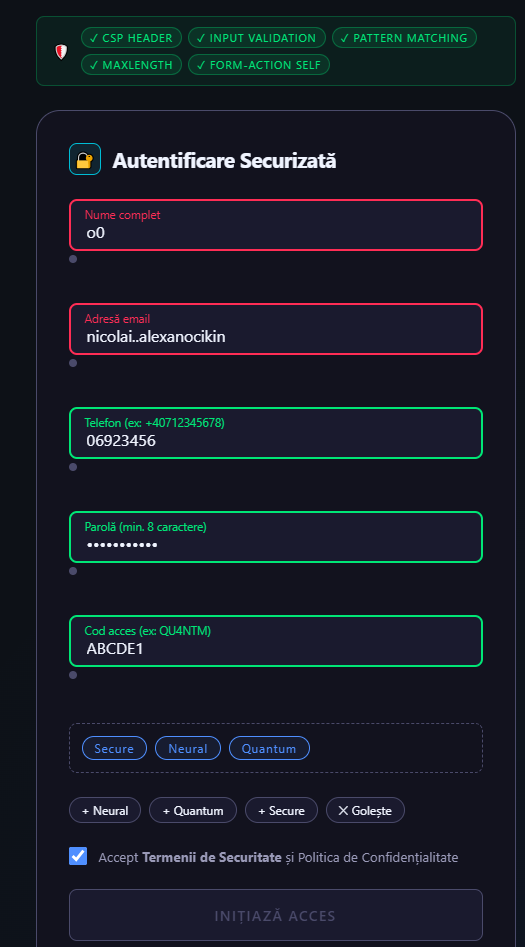 ✓ CSP HEADER ✓ INPUT VALIDATION ✓ PATTERN MATCHING
✓ MAXLENGTH ✓ FORM-ACTION SELF
Autentificare Securizată
Nume complet
o0
Adresă email
nicolai..alexanocikin
Telefon (ex: +40712345678)
06923456
Parolă (min. 8 caractere)
•••••••••••
Cod acces (ex: QU4NTM)
ABCDE1
Secure Neural Quantum
+ Neural + Quantum + Secure ✕ Golește
Accept Termenii de Securitate și Politica de Confidențialitate
INIȚIAZĂ ACCES